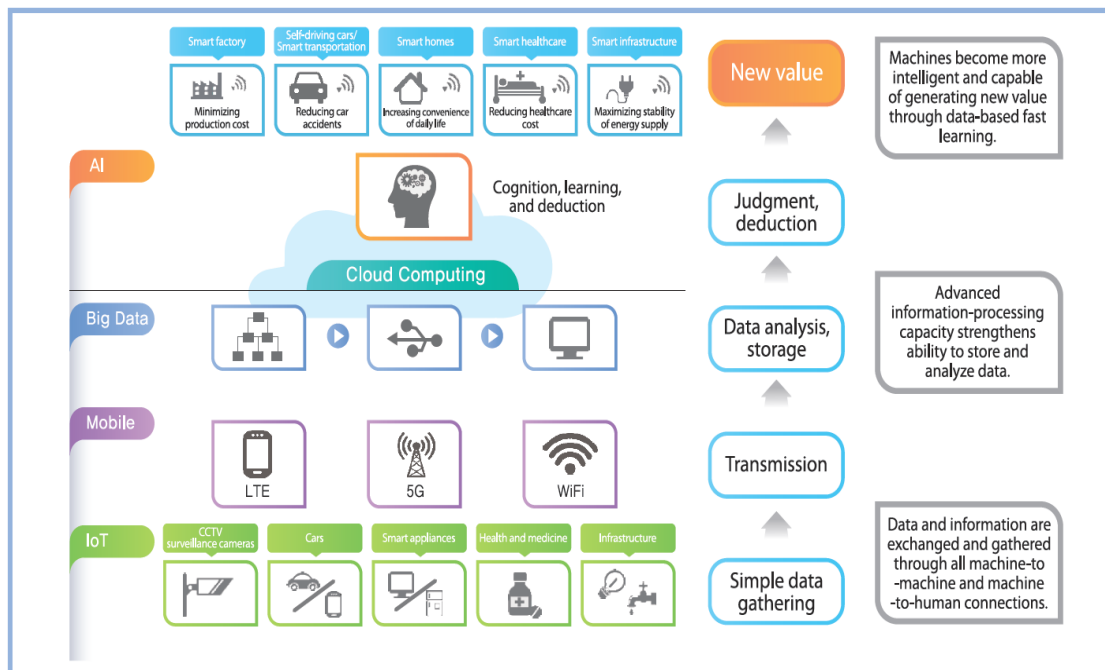 Smart factory
Self-driving cars/
Smart transportation
Smart homes
Smart healthcare
Smart infrastructure
Minimizing
production cost
Reducing car
accidents
Increasing convenience
of daily life
Reducing healthcare
cost
Maximizing stability
of energy supply
New value
Machines become more
intelligent and capable
of generating new value
through data-based fast
learning.
AI
Cognition, learning,
and deduction
Judgment,
deduction
Cloud Computing
Big Data
Data analysis,
storage
Advanced
information-processing
capacity strengthens
ability to store and
analyze data.
Mobile
LTE
5G
WiFi
Transmission
IoT
CCTV
surveillance cameras
Cars
Smart appliances
Health and medicine
Infrastructure
Simple data
gathering
Data and information are
exchanged and gathered
through all machine-to
-machine and machine
-to-human connections.